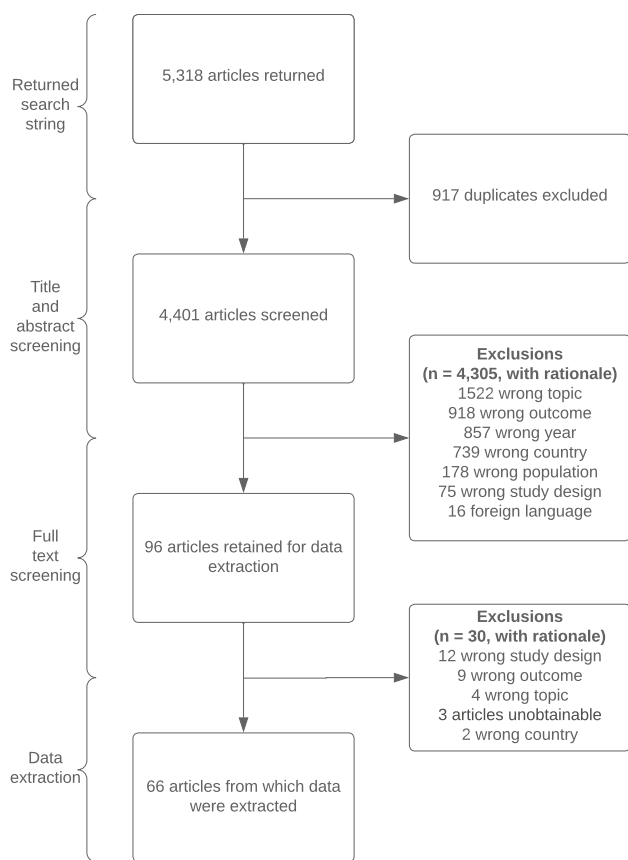 Returned
search
string
5,318 articles returned
917 duplicates excluded
Title
and
abstract
screening
4,401 articles screened
Exclusions
(n = 4,305, with rationale)
1522 wrong topic
918 wrong outcome
857 wrong year
739 wrong country
178 wrong population
75 wrong study design
16 foreign language
Full
text
screening
96 articles retained for data
extraction
Exclusions
(n = 30, with rationale)
12 wrong study design
9 wrong outcome
4 wrong topic
3 articles unobtainable
2 wrong country
Data
extraction
66 articles from which data
were extracted